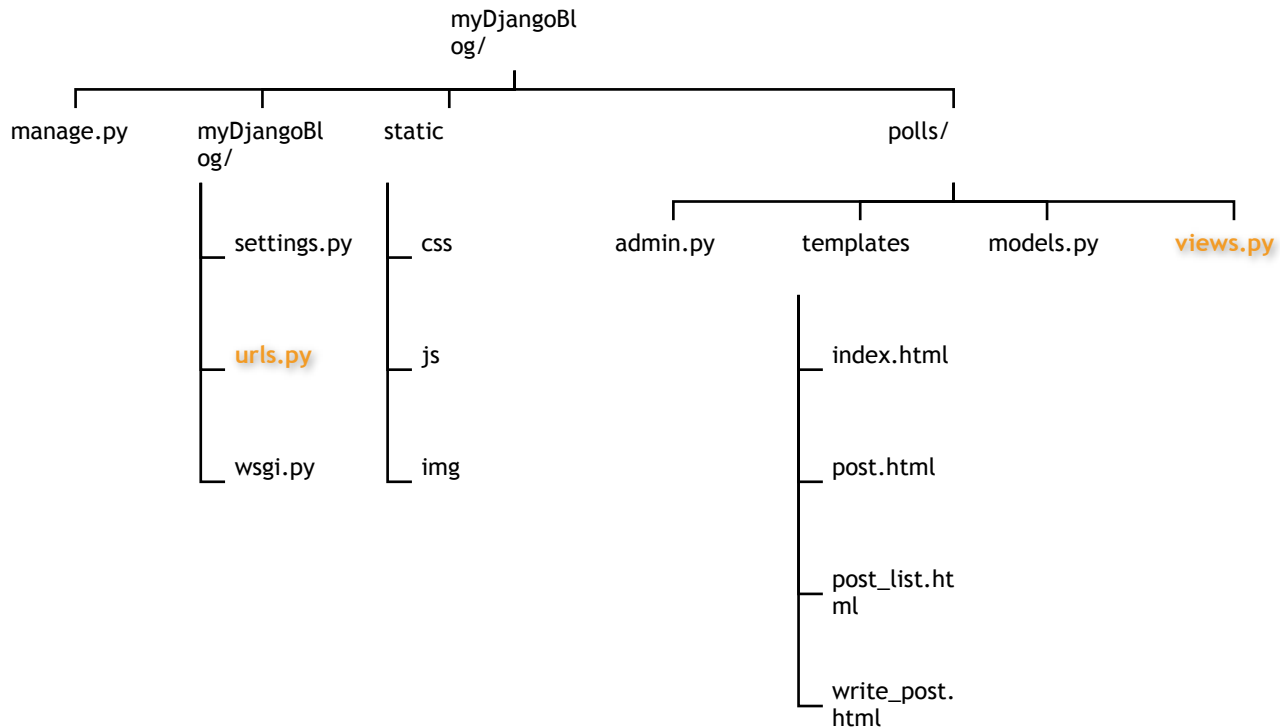 myDjangoBl
og/
manage.py
myDjangoBl
og/
static
polls/
settings.py
css
admin.py
templates
models.py
views.py
urls.py
js
index.html
wsgi.py
img
post.html
post_list.ht
ml
write_post.
html